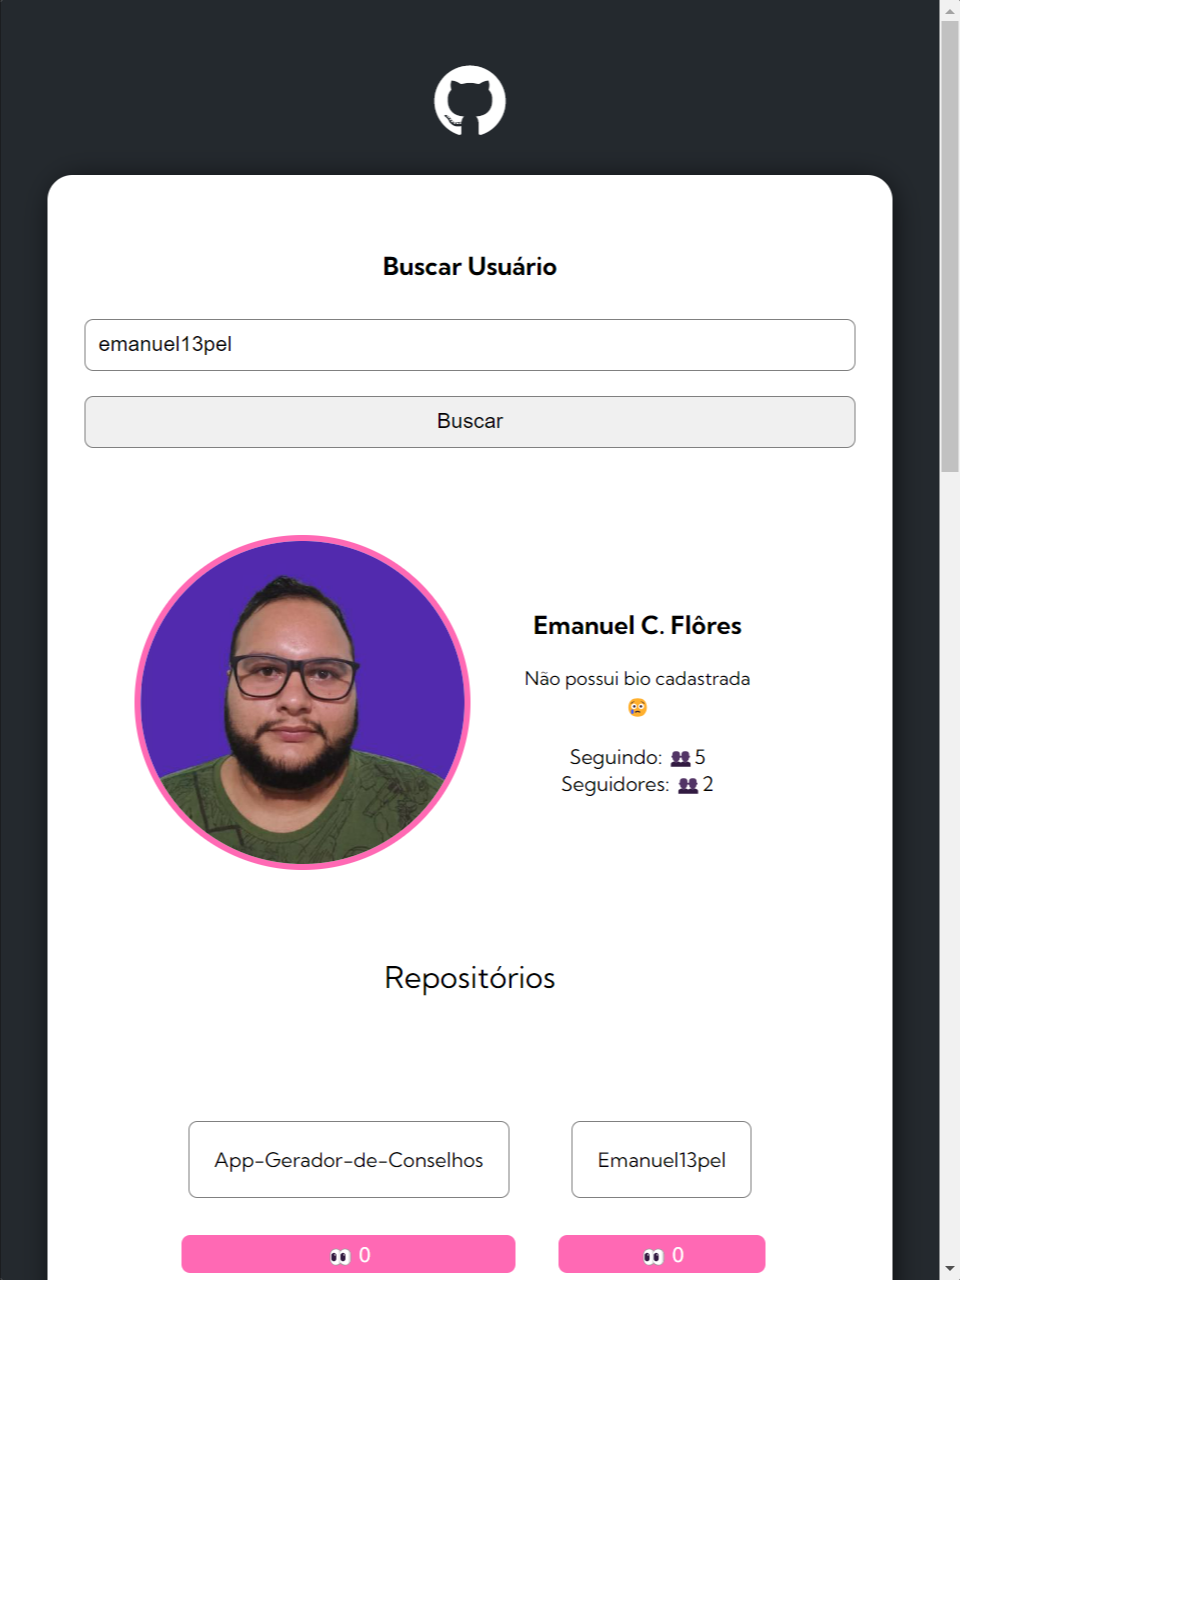 Buscar Usuário
emanuel13pel
Buscar
Emanuel C. Flôres
Não possui bio cadastrada
😢
Seguindo: 👥5
Seguidores: 👥2
Repositórios
App-Gerador-de-Conselhos
Emanuel13pel
👀 0
👀 0